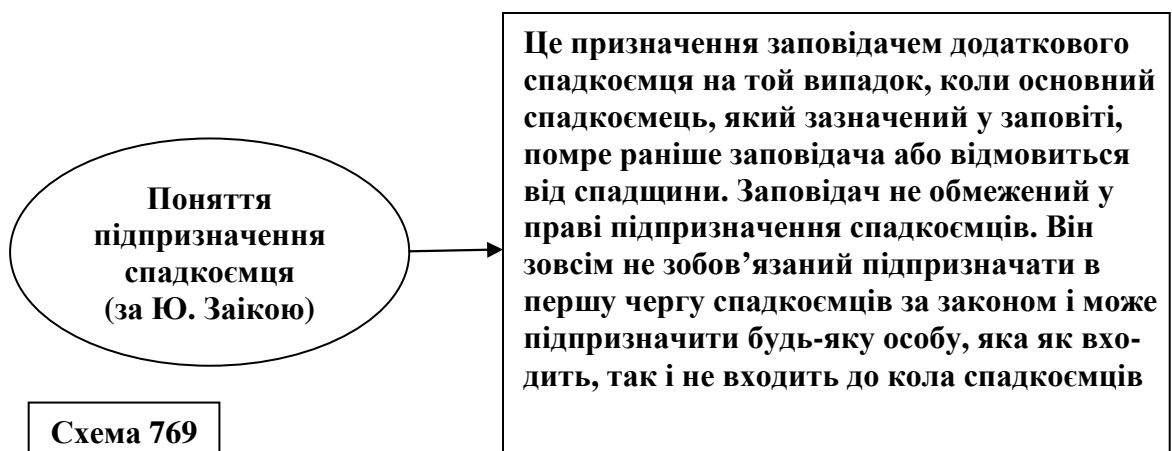 Поняття
підпризначення
спадкоємця
(за Ю. Заікою)
Це призначення заповідачем додаткового
спадкоємця на той випадок, коли основний
спадкоємець, який зазначений у заповіті,
помре раніше заповідача або відмовиться
від спадщини. Заповідач не обмежений у
праві підпризначення спадкоємців. Він
зовсім не зобов’язаний підпризначати в
першу чергу спадкоємців за законом і може
підпризначити будь-яку особу, яка як вхо-
дить, так і не входить до кола спадкоємців
Схема 769